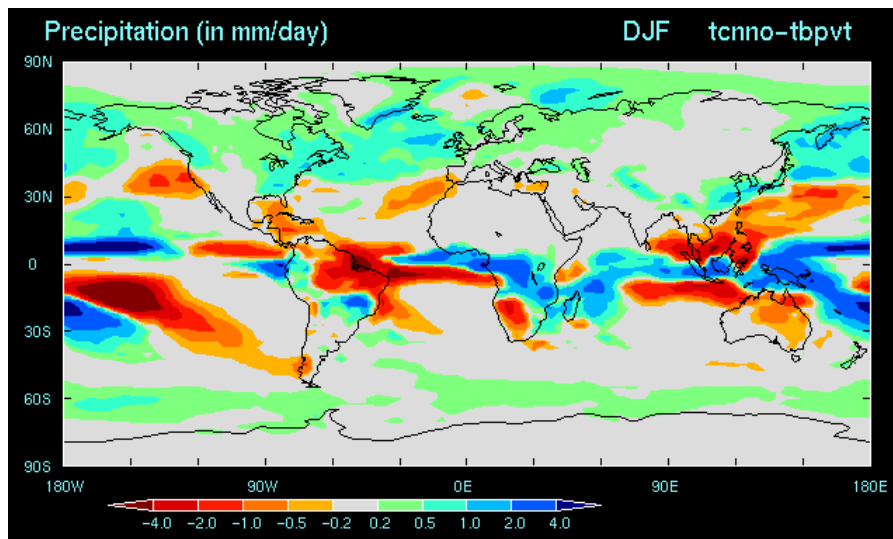 Precipitation (in mm/day) DJF tcnno-tbpvt
90N
60N
30N
0
30S
60S
90S
180W 90W 0E 90E 180E
-4.0 -2.0 -1.0 -0.5 -0.2 0.2 0.5 1.0 2.0 4.0